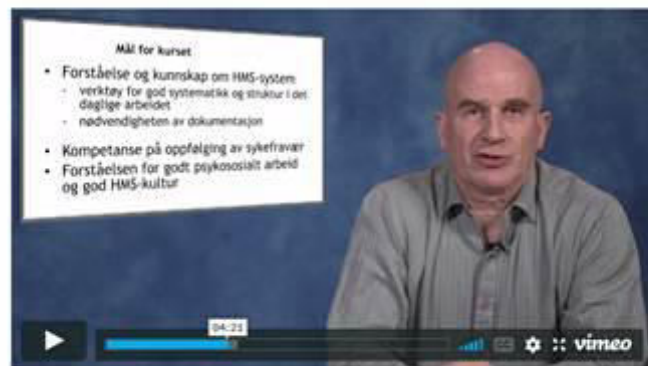 Mål for kurset
• Forståelse og kunnskap om HMS-system
- verktøy for god systematikk og struktur i det
daglige arbeidet
- nødvendigheten av dokumentasjon
• Kompetanse på oppfølging av sykefravær
• Forståelsen for godt psykososialt arbeid
og god HMS-kultur
04:21
vimeo